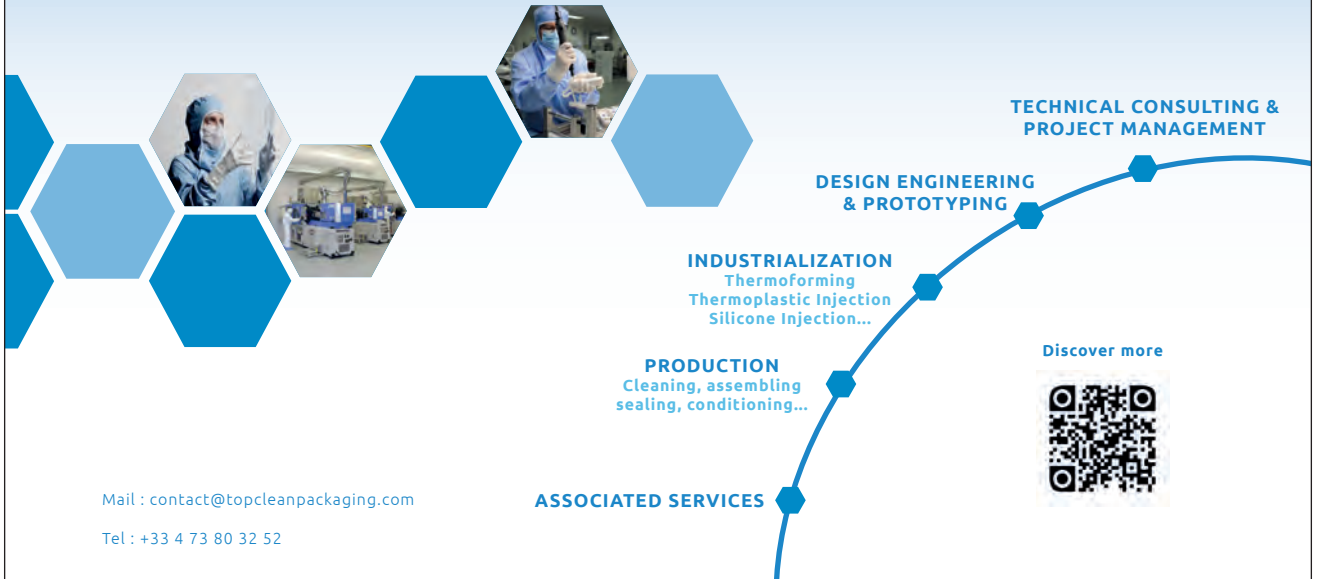 TECHNICAL CONSULTING &
PROJECT MANAGEMENT
DESIGN ENGINEERING
& PROTOTYPING
INDUSTRIALIZATION
Thermoforming
Thermoplastic Injection
Silicone Injection...
PRODUCTION
Cleaning, assembling
sealing, conditioning...
ASSOCIATED SERVICES
Discover more
Mail : contact@topcleanpackaging.com
Tel : +33 4 73 80 32 52